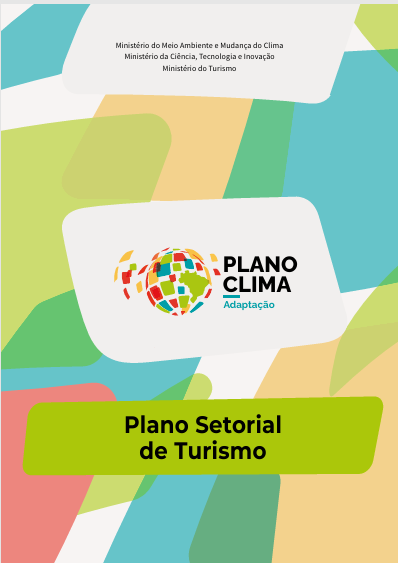 Ministério do Meio Ambiente e Mudança do Clima
Ministério da Ciência, Tecnologia e Inovação
Ministério do Turismo
PLANO
CLIMA
Adaptação
Plano Setorial
de Turismo